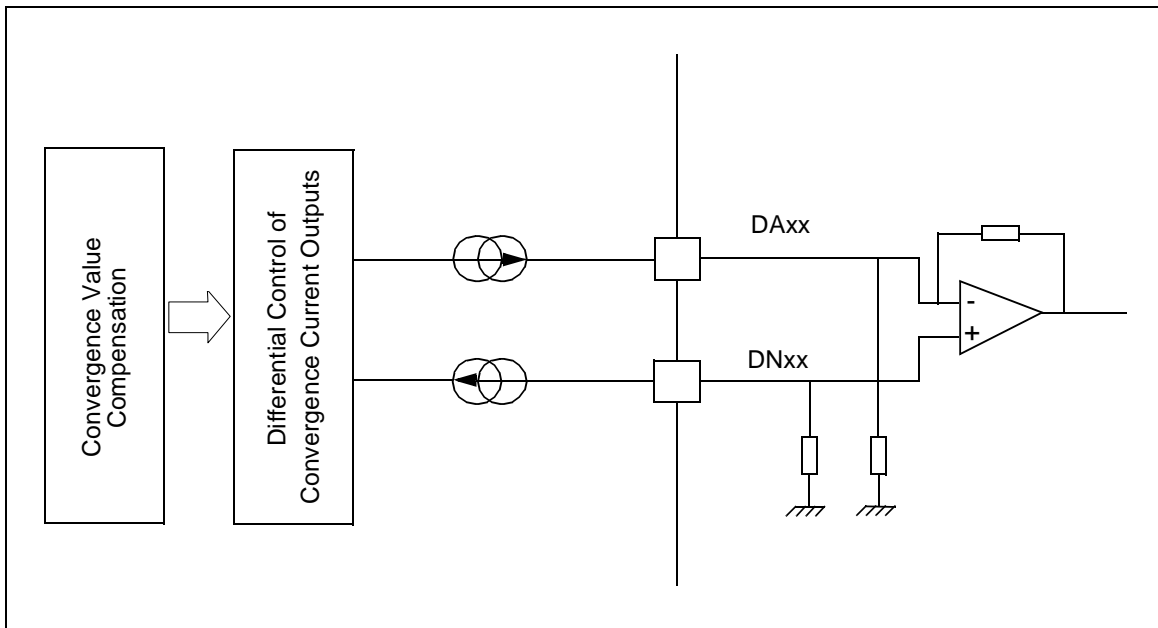 Convergence Value
Compensation
Differential Control of
Convergence Current Outputs
DAxx
DNxx
-
+